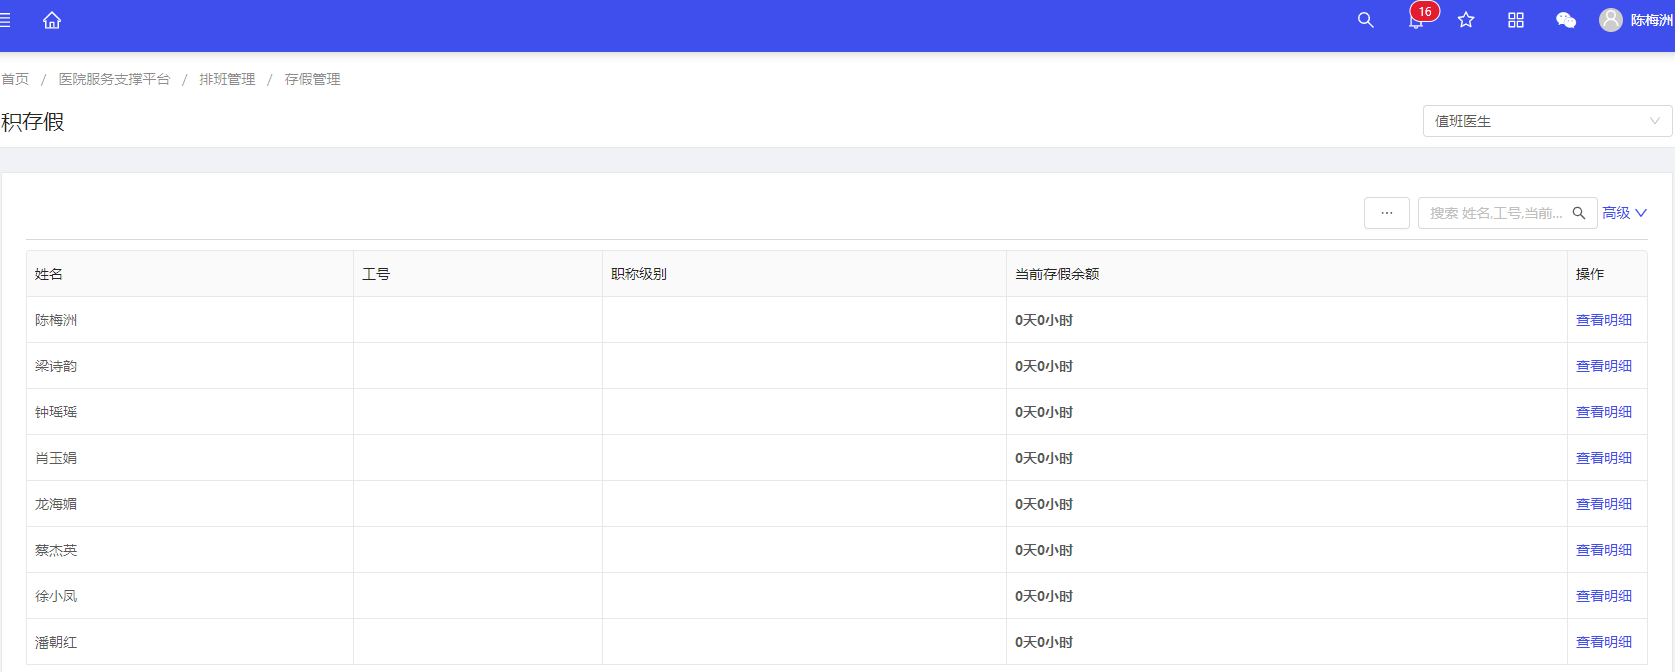 16
陈梅洲
首页 / 医院服务支撑平台 / 排班管理 / 存假管理
积存假
值班医生
...
搜索 姓名,工号,当前...
高级
姓名 工号 职称级别 当前存假余额 操作
陈梅洲 0天0小时 查看明细
梁诗韵 0天0小时 查看明细
钟瑶瑶 0天0小时 查看明细
肖玉娟 0天0小时 查看明细
龙海媚 0天0小时 查看明细
蔡杰英 0天0小时 查看明细
徐小凤 0天0小时 查看明细
潘朝红 0天0小时 查看明细